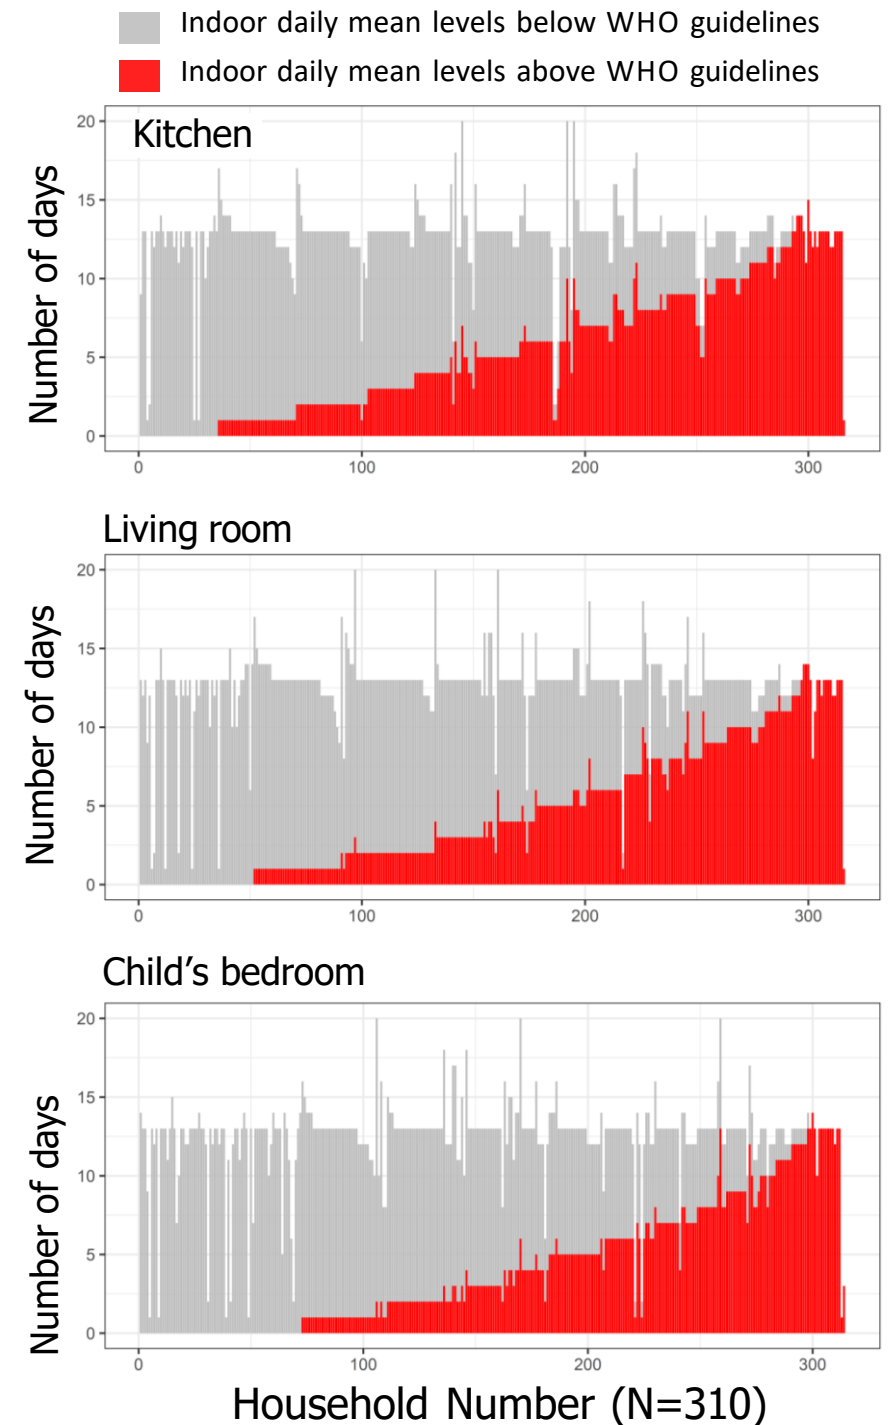 Indoor daily mean levels below WHO guidelines
Indoor daily mean levels above WHO guidelines
Kitchen
Number of days
20
15
10
5
0
0 100 200 300
Living room
Number of days
20
15
10
5
0
0 100 200 300
Child’s bedroom
Number of days
20
15
10
5
0
0 100 200 300
Household Number (N=310)